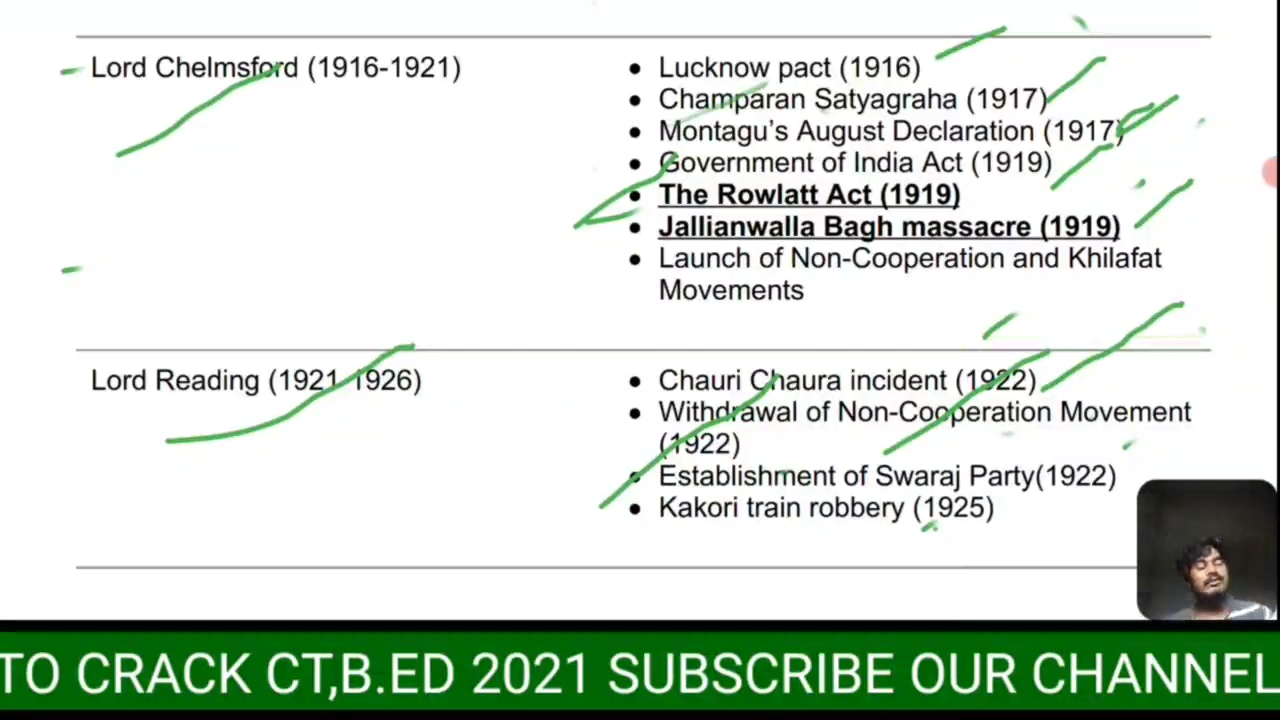 Lord Chelmsford (1916-1921)
• Lucknow pact (1916)
• Champaran Satyagraha (1917)
• Montagu's August Declaration (1917)
• Government of India Act (1919)
• The Rowlatt Act (1919)
• Jallianwalla Bagh massacre (1919)
• Launch of Non-Cooperation and Khilafat
Movements
Lord Reading (1921-1926)
• Chauri Chaura incident (1922)
• Withdrawal of Non-Cooperation Movement
(1922)
• Establishment of Swaraj Party(1922)
• Kakori train robbery (1925)
TO CRACK CT,B.ED 2021 SUBSCRIBE OUR CHANNEL